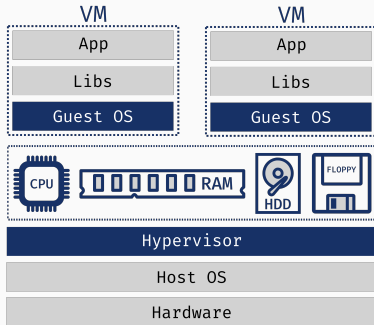 VM
VM
App
App
Libs
Libs
Guest OS
Guest OS
CPU
RAM
HDD
FLOPPY
Hypervisor
Host OS
Hardware